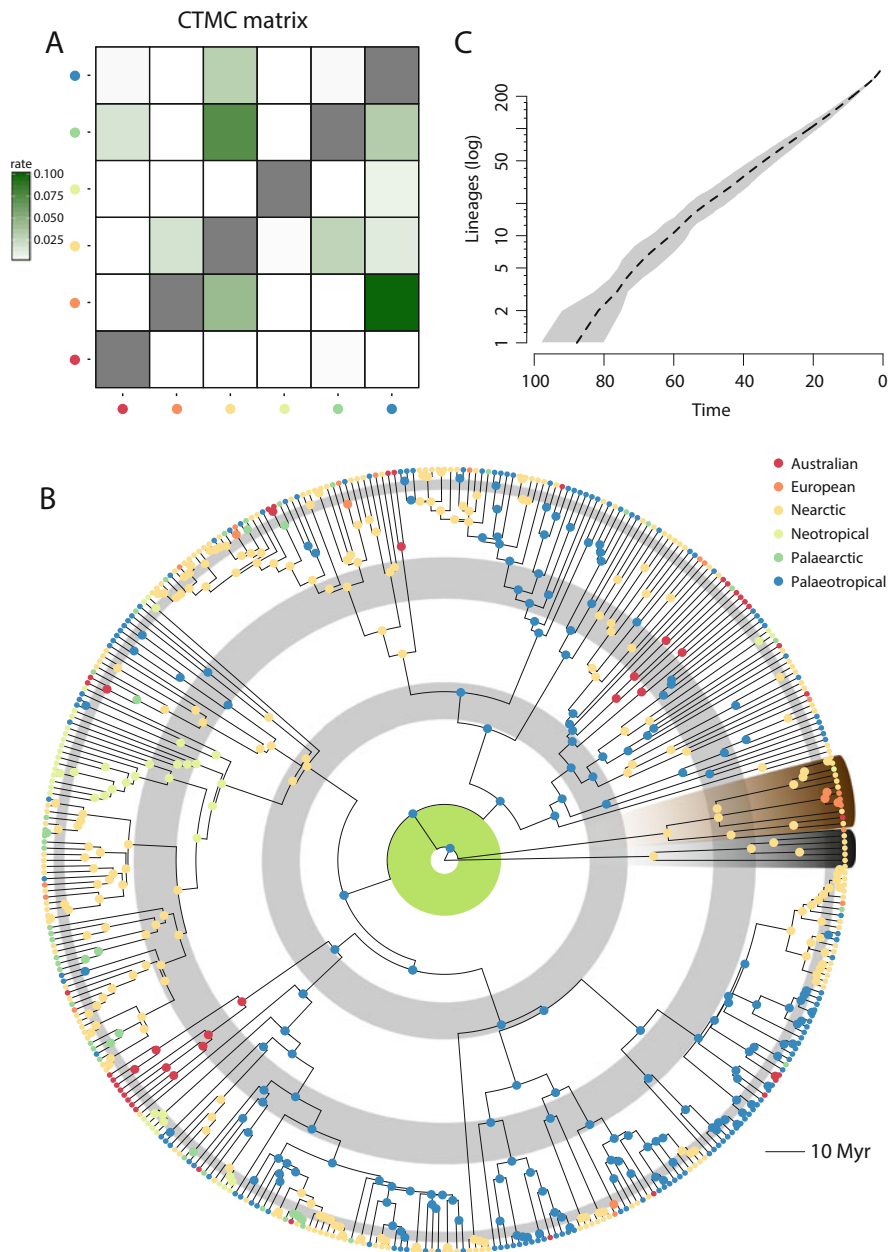 CTMC matrix
A
rate
0.100
0.075
0.050
0.025
C
Lineages (log)
200
50
10
5
2
1
100
80
60
40
20
0
Time
B
Australian
European
Nearctic
Neotropical
Palaearctic
Palaeotropical
10 Myr